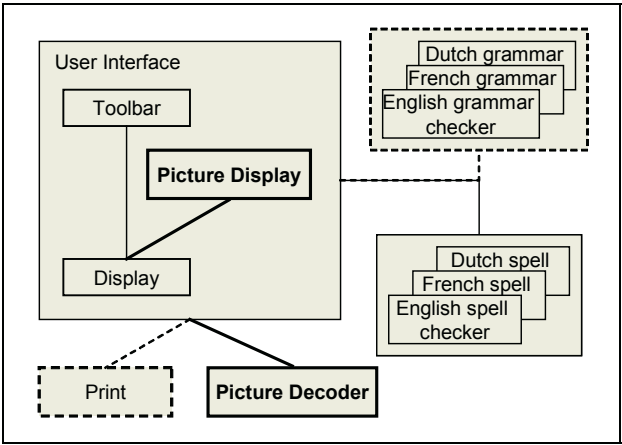 User Interface
Toolbar
Picture Display
Display
Dutch grammar
French grammar
English grammar
checker
Dutch spell
French spell
English spell
checker
Print
Picture Decoder